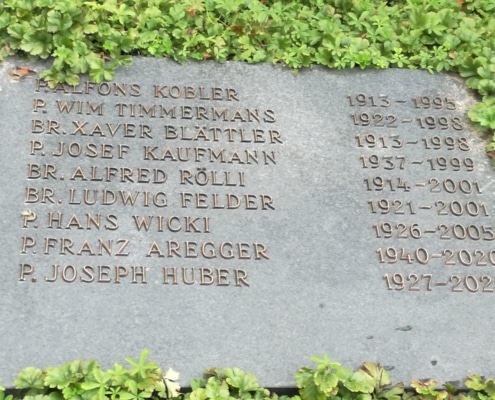 P. ALFONS KOBLER 1913-1995
P. WIM TIMMERMANS 1922-1998
BR. XAVER BLÄTTLER 1913-1998
P. JOSEF KAUFMANN 1937-1999
BR. ALFRED RÖLLI 1914-2001
BR. LUDWIG FELDER 1921-2001
P. HANS WICKI 1926-2005
P. FRANZ AREGGER 1940-2020
P. JOSEPH HUBER